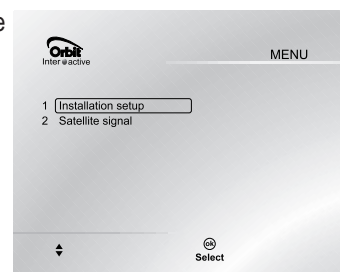 e
Orbit
Inter active
MENU
1 Installation setup
2 Satellite signal
ok
Select